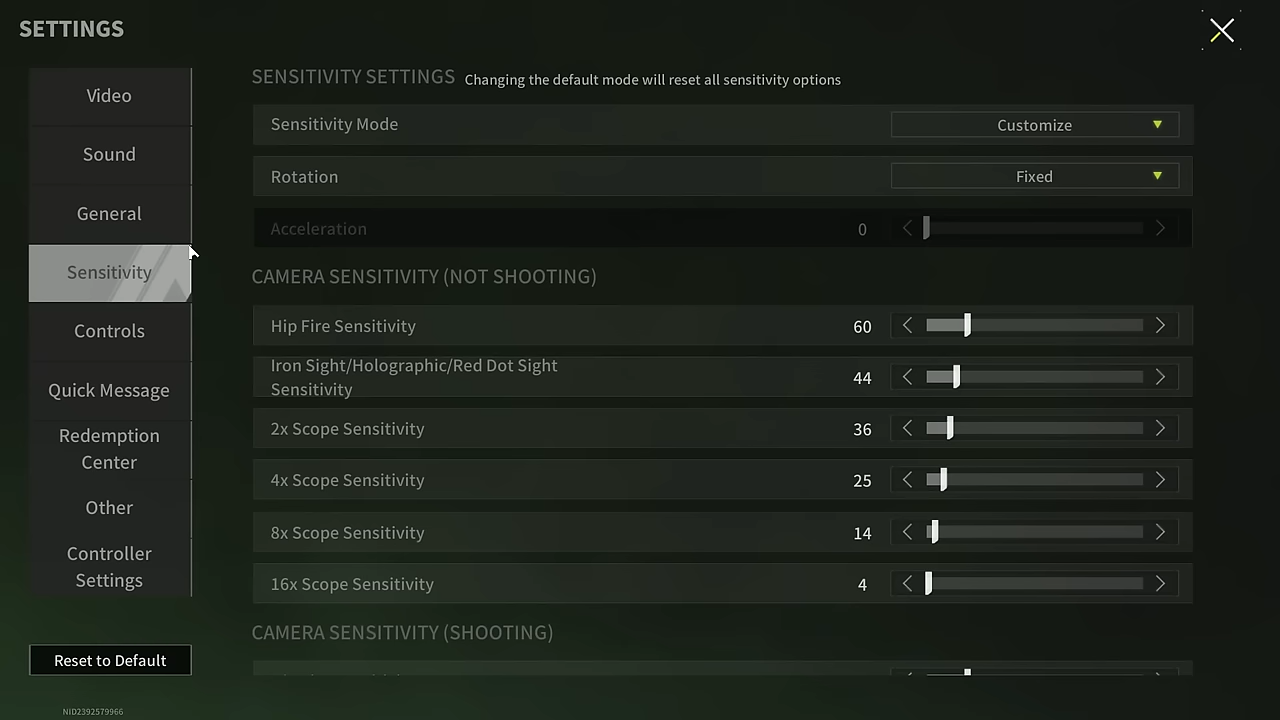 SETTINGS
Video
Sound
General
Sensitivity
Controls
Quick Message
Redemption
Center
Other
Controller
Settings
Reset to Default
NID2392579966
SENSITIVITY SETTINGS Changing the default mode will reset all sensitivity options
Sensitivity Mode Customize
Rotation Fixed
Acceleration 0
CAMERA SENSITIVITY (NOT SHOOTING)
Hip Fire Sensitivity 60
Iron Sight/Holographic/Red Dot Sight
Sensitivity 44
2x Scope Sensitivity 36
4x Scope Sensitivity 25
8x Scope Sensitivity 14
16x Scope Sensitivity 4
CAMERA SENSITIVITY (SHOOTING)